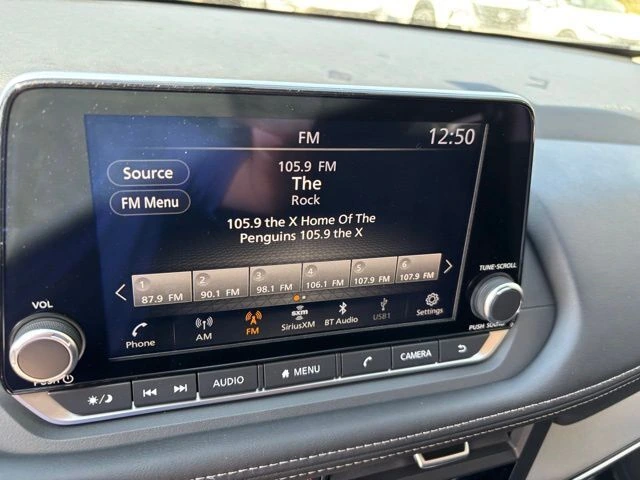 FM 12:50
Source
105.9 FM
The
Rock
FM Menu
105.9 the X Home Of The
Penguins 105.9 the X
1 87.9 FM
2 90.1 FM
3 98.1 FM
4 106.1 FM
5 107.9 FM
6 107.9 FM
Phone
AM
FM
sxm
SiriusXM
BT Audio
USB1
Settings
VOL
TUNE·SCROLL
PUSH
PUSH SOUND
AUDIO
MENU
CAMERA